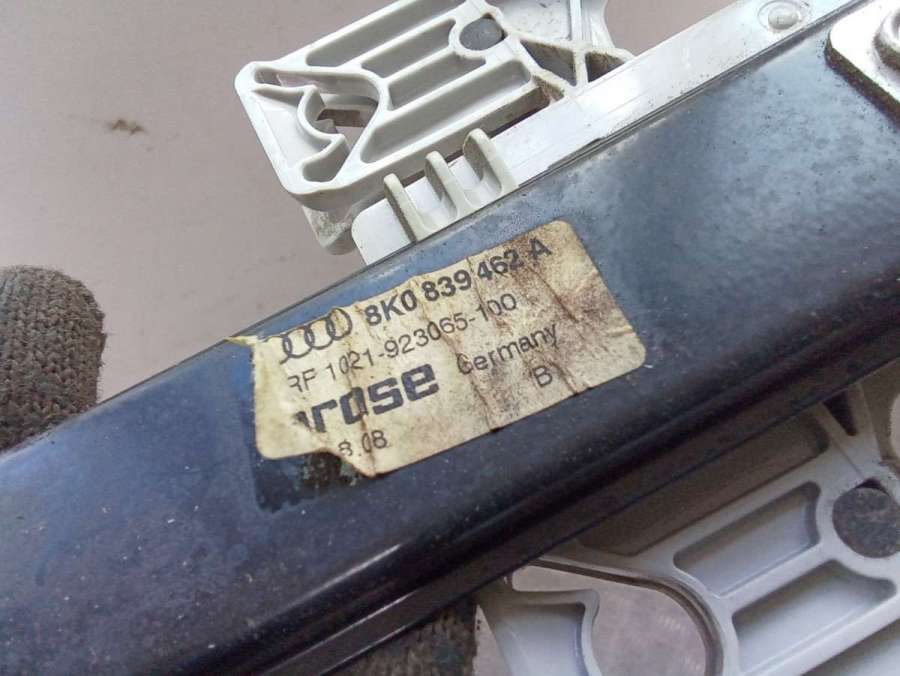 8K0 839 462 A
RF 1021-923065-100
rose Germany
8.08 B